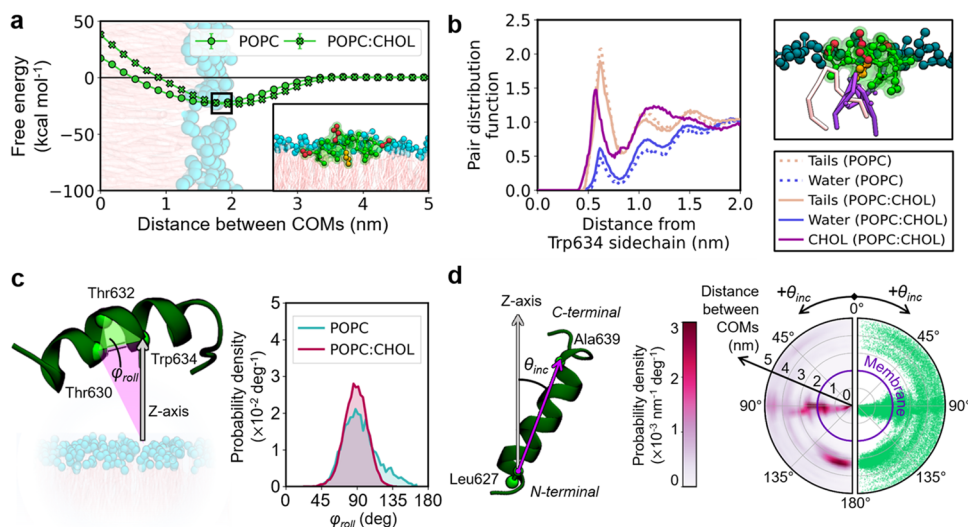 a
Free energy
(kcal mol⁻¹)
50
0
−50
−100
POPC
POPC:CHOL
0 1 2 3 4 5
Distance between COMs (nm)
b
Pair distribution
function
2.5
2.0
1.5
1.0
0.5
0.0
0.0 0.5 1.0 1.5 2.0
Distance from
Trp634 sidechain (nm)
Tails (POPC)
Water (POPC)
Tails (POPC:CHOL)
Water (POPC:CHOL)
CHOL (POPC:CHOL)
c
Thr632
Trp634
φroll
Thr630
Z-axis
Probability density
(×10⁻² deg⁻¹)
5
4
3
2
1
0
POPC
POPC:CHOL
0 45 90 135 180
φroll (deg)
d
Z-axis
C-terminal
Ala639
θinc
Leu627
N-terminal
3
2
1
0
Probability density
(×10⁻³ nm⁻¹ deg⁻¹)
Distance
between
COMs (nm)
+θinc
+θinc
0°
45°
45°
5 4 3 2 1 0
Membrane
90°
90°
135°
135°
180°